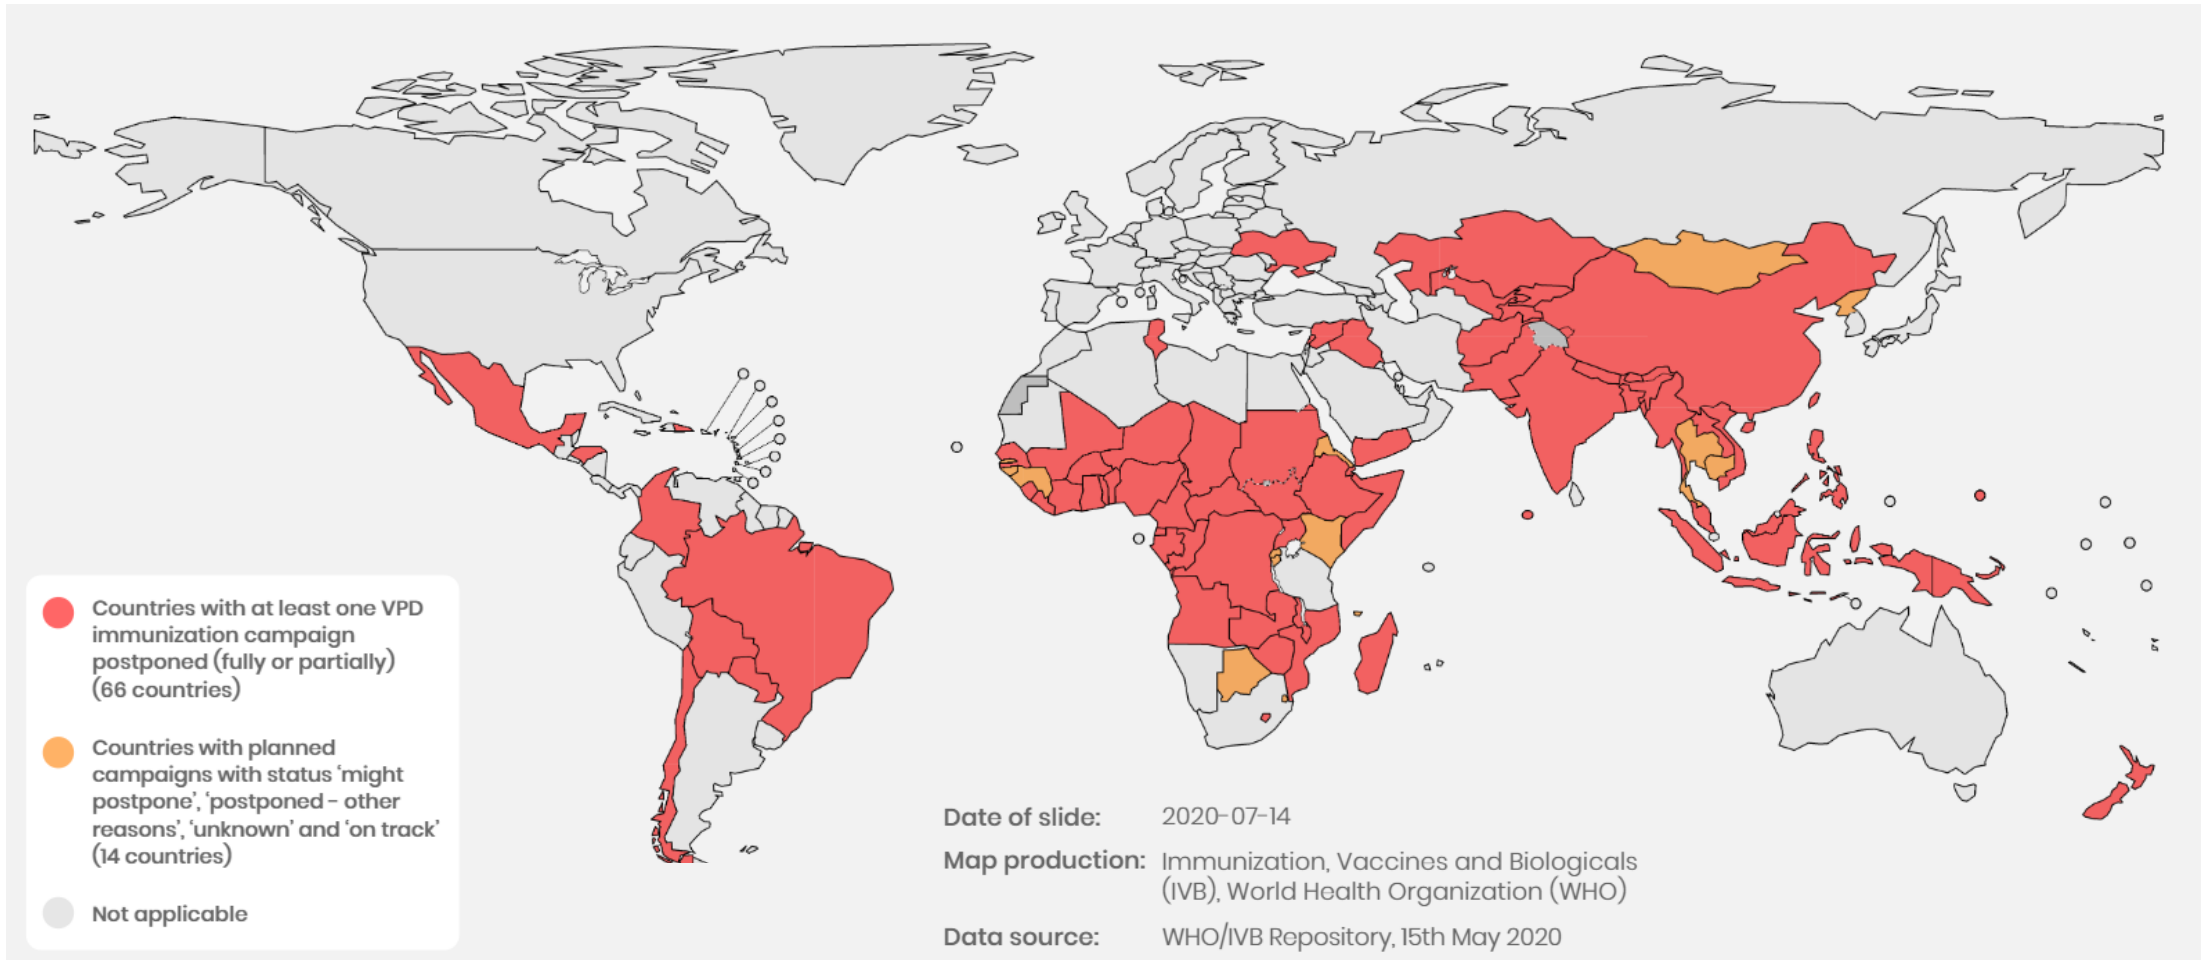 Countries with at least one VPD
immunization campaign
postponed (fully or partially)
(66 countries)
Countries with planned
campaigns with status ‘might
postpone’, ‘postponed - other
reasons’, ‘unknown’ and ‘on track’
(14 countries)
Not applicable
Date of slide: 2020-07-14
Map production: Immunization, Vaccines and Biologicals
(IVB), World Health Organization (WHO)
Data source: WHO/IVB Repository, 15th May 2020